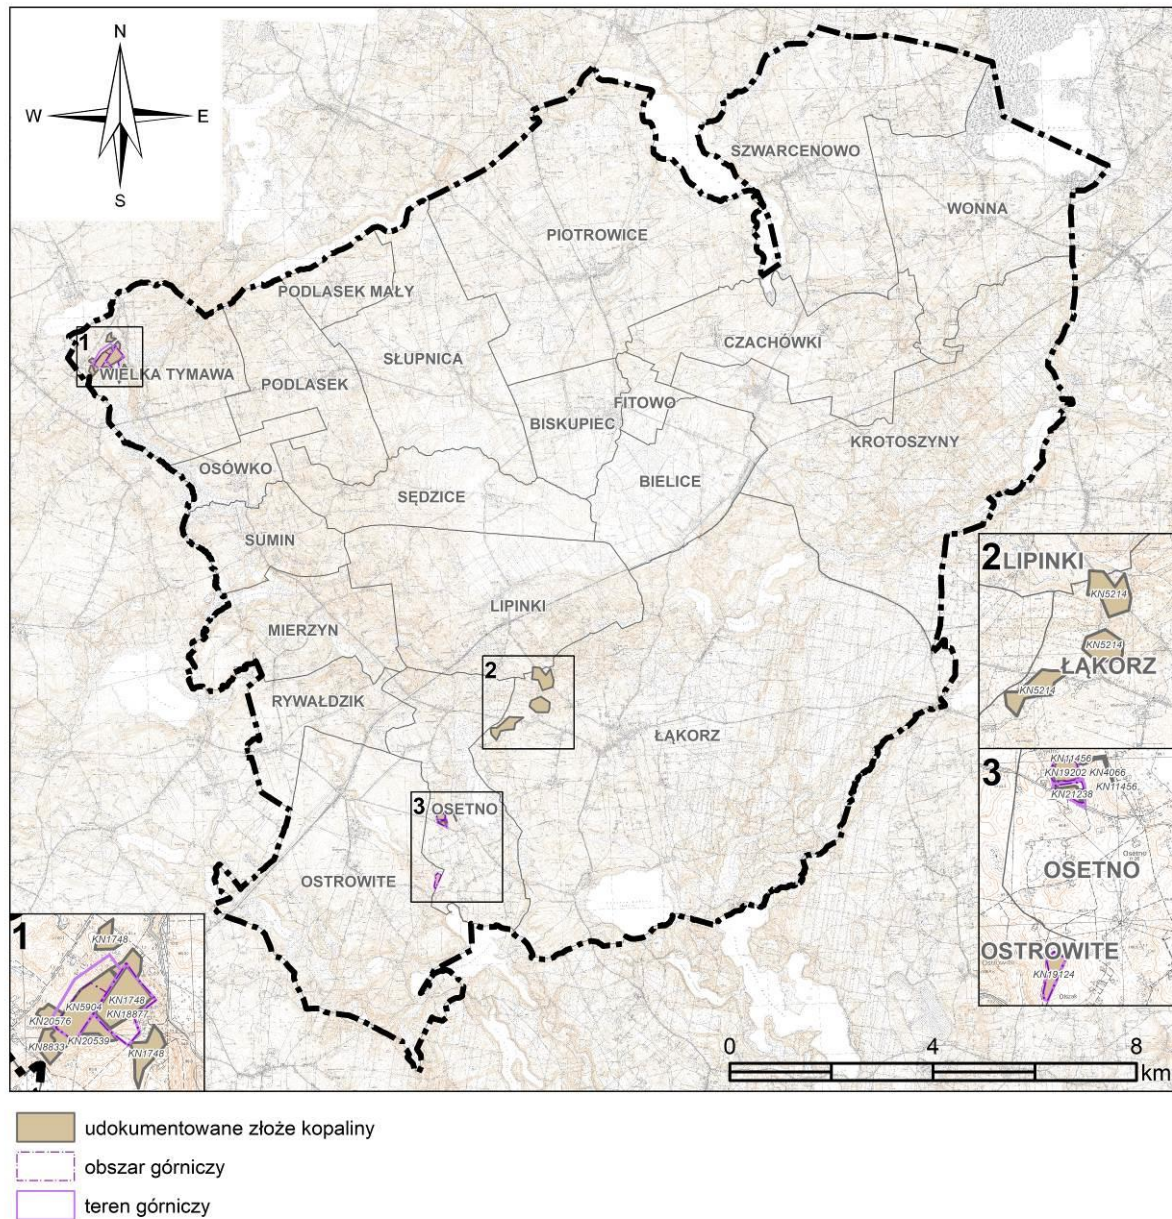 N
W E
S
SZWARCENOWO
WONNA
PIOTROWICE
PODLASEK MAŁY
CZACHÓWKI
1
WIELKA TYMAWA
SŁUPNICA
PODLASEK
FITOWO
BISKUPIEC
KROTOSZYNY
OSÓWKO
BIELICE
SĘDZICE
SUMIN
LIPINKI
MIERZYN
2
RYWAŁDZIK
ŁĄKORZ
3 OSETNO
OSTROWITE
2 LIPINKI
KN5214
KN5214
ŁĄKORZ
KN5214
3
KN11456
KN19202 KN4066
KN11456
KN21238
Osetno
OSETNO
OSTROWITE
KN19124
1
KN1748
KN5904
KN1748
KN20576
KN18877
KN8833
KN20539
KN1748
0 4 8
km
udokumentowane złoże kopaliny
obszar górniczy
teren górniczy